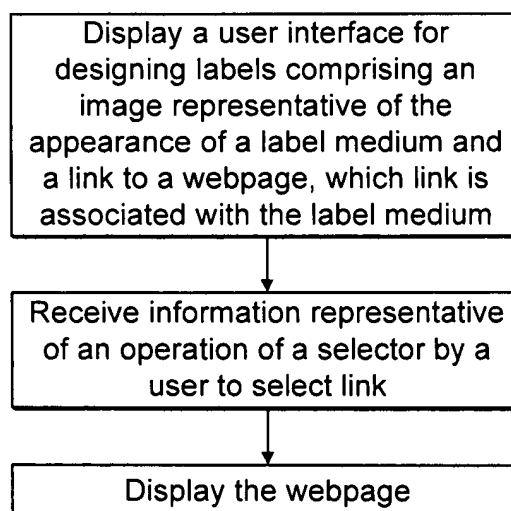 Display a user interface for
designing labels comprising an
image representative of the
appearance of a label medium and
a link to a webpage, which link is
associated with the label medium
Receive information representative
of an operation of a selector by a
user to select link
Display the webpage